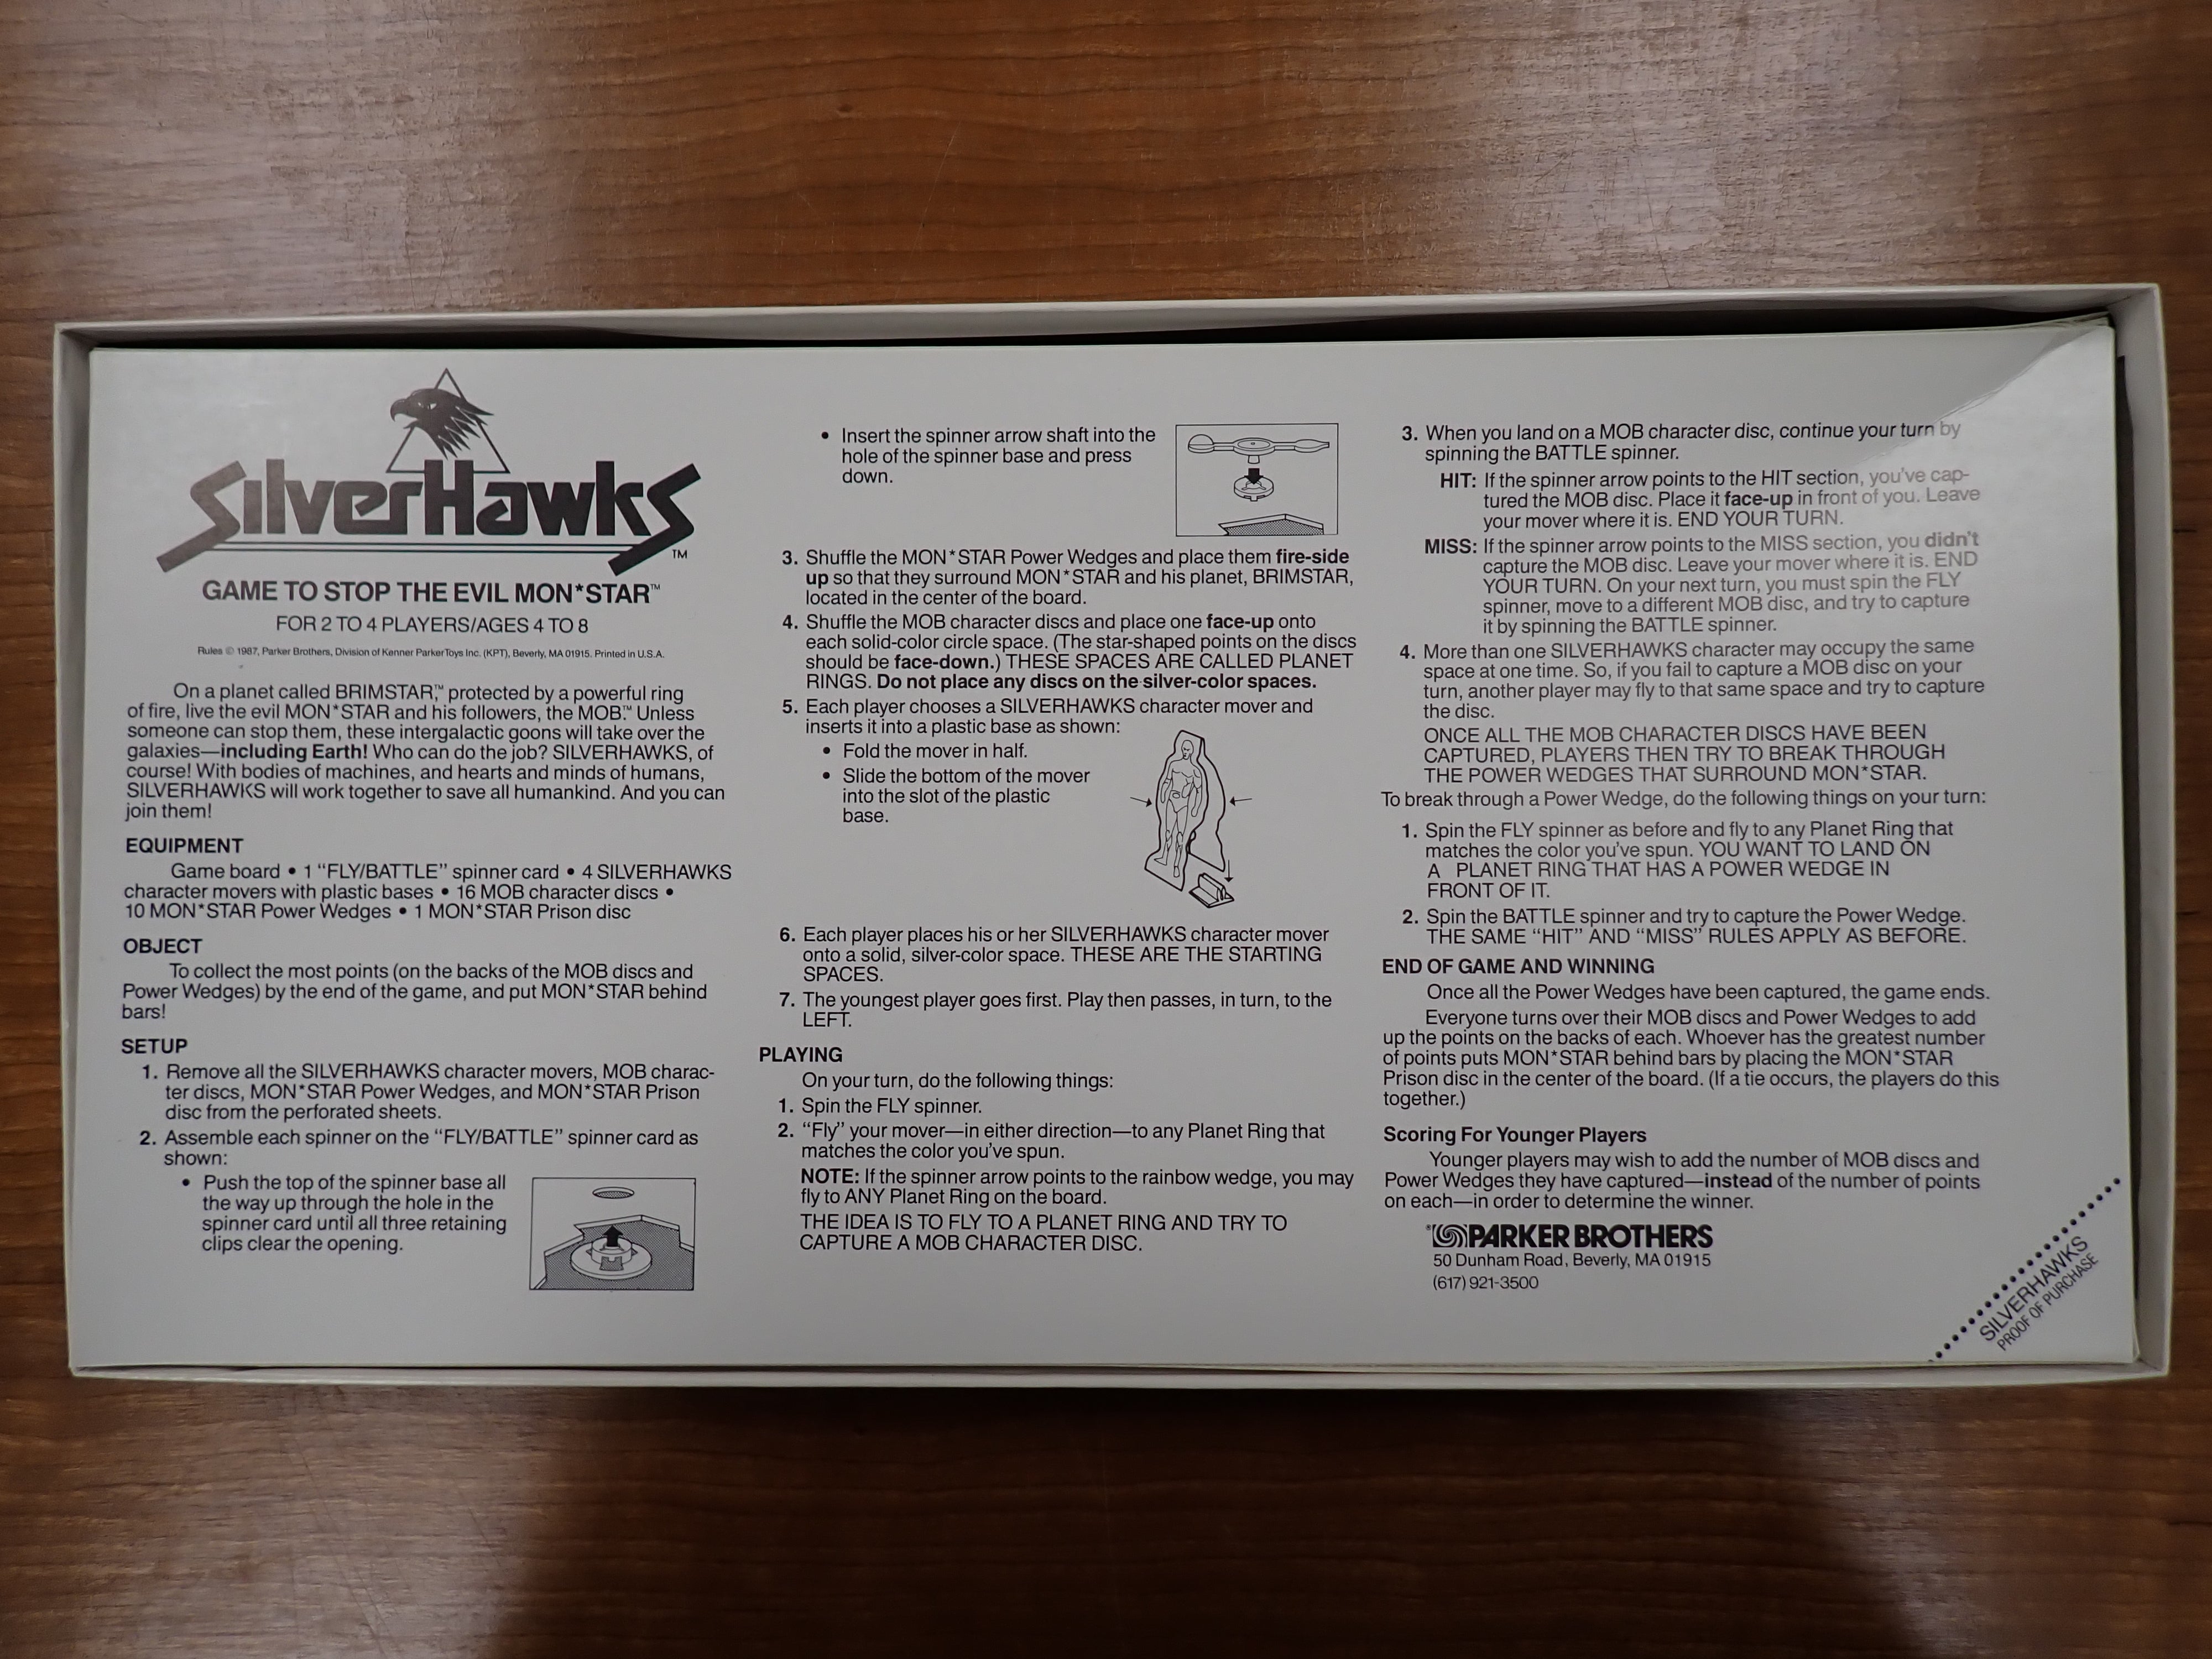 SilverHawks™
GAME TO STOP THE EVIL MON*STAR™
FOR 2 TO 4 PLAYERS/AGES 4 TO 8
Rules © 1987, Parker Brothers, Division of Kenner Parker Toys Inc. (KPT), Beverly, MA 01915. Printed in U.S.A.
On a planet called BRIMSTAR,™ protected by a powerful ring
of fire, live the evil MON*STAR and his followers, the MOB.™ Unless
someone can stop them, these intergalactic goons will take over the
galaxies—including Earth! Who can do the job? SILVERHAWKS, of
course! With bodies of machines, and hearts and minds of humans,
SILVERHAWKS will work together to save all humankind. And you can
join them!
EQUIPMENT
Game board • 1 “FLY/BATTLE” spinner card • 4 SILVERHAWKS
character movers with plastic bases • 16 MOB character discs •
10 MON*STAR Power Wedges • 1 MON*STAR Prison disc
OBJECT
To collect the most points (on the backs of the MOB discs and
Power Wedges) by the end of the game, and put MON*STAR behind
bars!
SETUP
1. Remove all the SILVERHAWKS character movers, MOB charac-
ter discs, MON*STAR Power Wedges, and MON*STAR Prison
disc from the perforated sheets.
2. Assemble each spinner on the “FLY/BATTLE” spinner card as
shown:
• Push the top of the spinner base all
the way up through the hole in the
spinner card until all three retaining
clips clear the opening.
• Insert the spinner arrow shaft into the
hole of the spinner base and press
down.
3. Shuffle the MON*STAR Power Wedges and place them fire-side
up so that they surround MON*STAR and his planet, BRIMSTAR,
located in the center of the board.
4. Shuffle the MOB character discs and place one face-up onto
each solid-color circle space. (The star-shaped points on the discs
should be face-down.) THESE SPACES ARE CALLED PLANET
RINGS. Do not place any discs on the silver-color spaces.
5. Each player chooses a SILVERHAWKS character mover and
inserts it into a plastic base as shown:
• Fold the mover in half.
• Slide the bottom of the mover
into the slot of the plastic
base.
6. Each player places his or her SILVERHAWKS character mover
onto a solid, silver-color space. THESE ARE THE STARTING
SPACES.
7. The youngest player goes first. Play then passes, in turn, to the
LEFT.
PLAYING
On your turn, do the following things:
1. Spin the FLY spinner.
2. “Fly” your mover—in either direction—to any Planet Ring that
matches the color you've spun.
NOTE: If the spinner arrow points to the rainbow wedge, you may
fly to ANY Planet Ring on the board.
THE IDEA IS TO FLY TO A PLANET RING AND TRY TO
CAPTURE A MOB CHARACTER DISC.
3. When you land on a MOB character disc, continue your turn by
spinning the BATTLE spinner.
HIT: If the spinner arrow points to the HIT section, you've cap-
tured the MOB disc. Place it face-up in front of you. Leave
your mover where it is. END YOUR TURN.
MISS: If the spinner arrow points to the MISS section, you didn't
capture the MOB disc. Leave your mover where it is. END
YOUR TURN. On your next turn, you must spin the FLY
spinner, move to a different MOB disc, and try to capture
it by spinning the BATTLE spinner.
4. More than one SILVERHAWKS character may occupy the same
space at one time. So, if you fail to capture a MOB disc on your
turn, another player may fly to that same space and try to capture
the disc.
ONCE ALL THE MOB CHARACTER DISCS HAVE BEEN
CAPTURED, PLAYERS THEN TRY TO BREAK THROUGH
THE POWER WEDGES THAT SURROUND MON*STAR.
To break through a Power Wedge, do the following things on your turn:
1. Spin the FLY spinner as before and fly to any Planet Ring that
matches the color you've spun. YOU WANT TO LAND ON
A PLANET RING THAT HAS A POWER WEDGE IN
FRONT OF IT.
2. Spin the BATTLE spinner and try to capture the Power Wedge.
THE SAME “HIT” AND “MISS” RULES APPLY AS BEFORE.
END OF GAME AND WINNING
Once all the Power Wedges have been captured, the game ends.
Everyone turns over their MOB discs and Power Wedges to add
up the points on the backs of each. Whoever has the greatest number
of points puts MON*STAR behind bars by placing the MON*STAR
Prison disc in the center of the board. (If a tie occurs, the players do this
together.)
Scoring For Younger Players
Younger players may wish to add the number of MOB discs and
Power Wedges they have captured—instead of the number of points
on each—in order to determine the winner.
PARKER BROTHERS
50 Dunham Road, Beverly, MA 01915
(617) 921-3500
SILVERHAWKS
PROOF OF PURCHASE